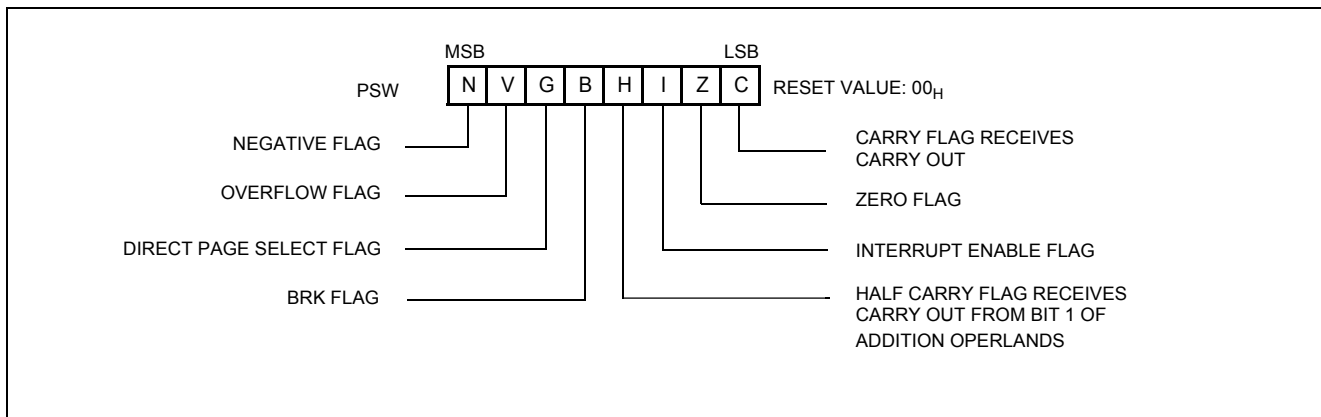 MSB LSB
PSW N V G B H I Z C RESET VALUE: 00H
NEGATIVE FLAG
CARRY FLAG RECEIVES
CARRY OUT
OVERFLOW FLAG
ZERO FLAG
DIRECT PAGE SELECT FLAG
INTERRUPT ENABLE FLAG
BRK FLAG
HALF CARRY FLAG RECEIVES
CARRY OUT FROM BIT 1 OF
ADDITION OPERLANDS